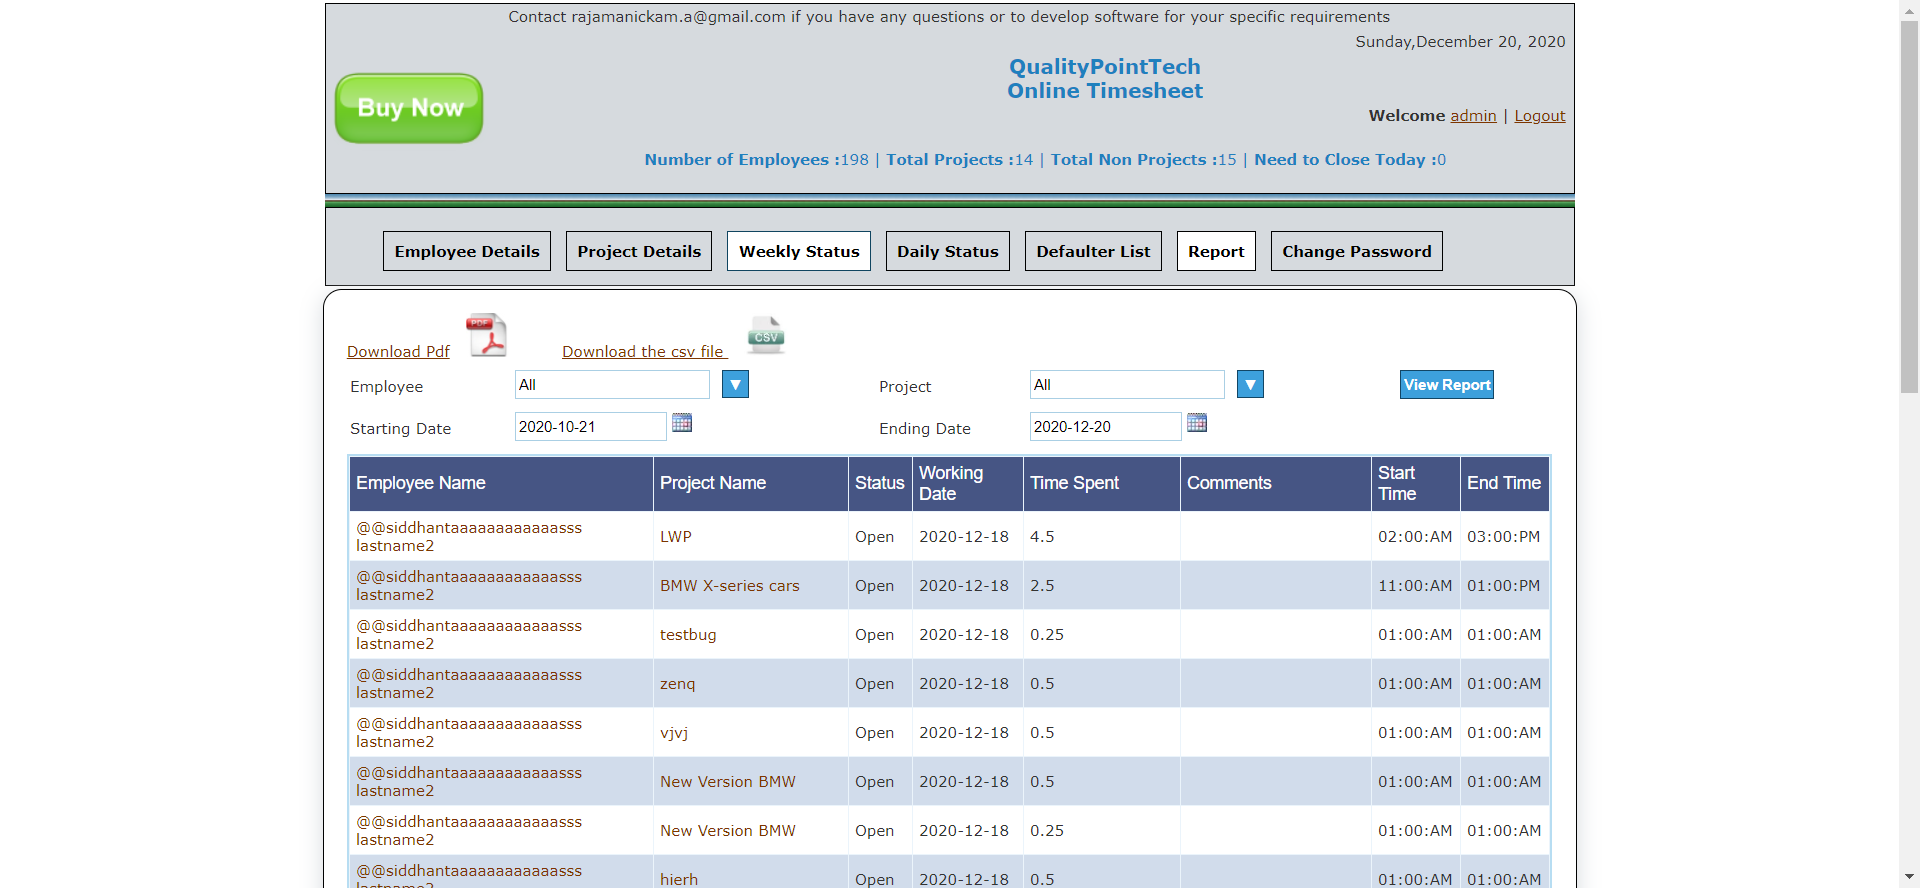 Contact rajamanickam.a@gmail.com if you have any questions or to develop software for your specific requirements
Sunday,December 20, 2020
QualityPointTech
Online Timesheet
Buy Now
Welcome admin | Logout
Number of Employees :198 | Total Projects :14 | Total Non Projects :15 | Need to Close Today :0
Employee Details Project Details Weekly Status Daily Status Defaulter List Report Change Password
Download Pdf PDF Download the csv file CSV
Employee All Project All View Report
Starting Date 2020-10-21 Ending Date 2020-12-20
Employee Name Project Name Status Working Date Time Spent Comments Start Time End Time
@@siddhantaaaaaaaaaaaasss lastname2 LWP Open 2020-12-18 4.5 02:00:AM 03:00:PM
@@siddhantaaaaaaaaaaaasss lastname2 BMW X-series cars Open 2020-12-18 2.5 11:00:AM 01:00:PM
@@siddhantaaaaaaaaaaaasss lastname2 testbug Open 2020-12-18 0.25 01:00:AM 01:00:AM
@@siddhantaaaaaaaaaaaasss lastname2 zenq Open 2020-12-18 0.5 01:00:AM 01:00:AM
@@siddhantaaaaaaaaaaaasss lastname2 vjvj Open 2020-12-18 0.5 01:00:AM 01:00:AM
@@siddhantaaaaaaaaaaaasss lastname2 New Version BMW Open 2020-12-18 0.5 01:00:AM 01:00:AM
@@siddhantaaaaaaaaaaaasss lastname2 New Version BMW Open 2020-12-18 0.25 01:00:AM 01:00:AM
@@siddhantaaaaaaaaaaaasss hierh Open 2020-12-18 0.5 01:00:AM 01:00:AM